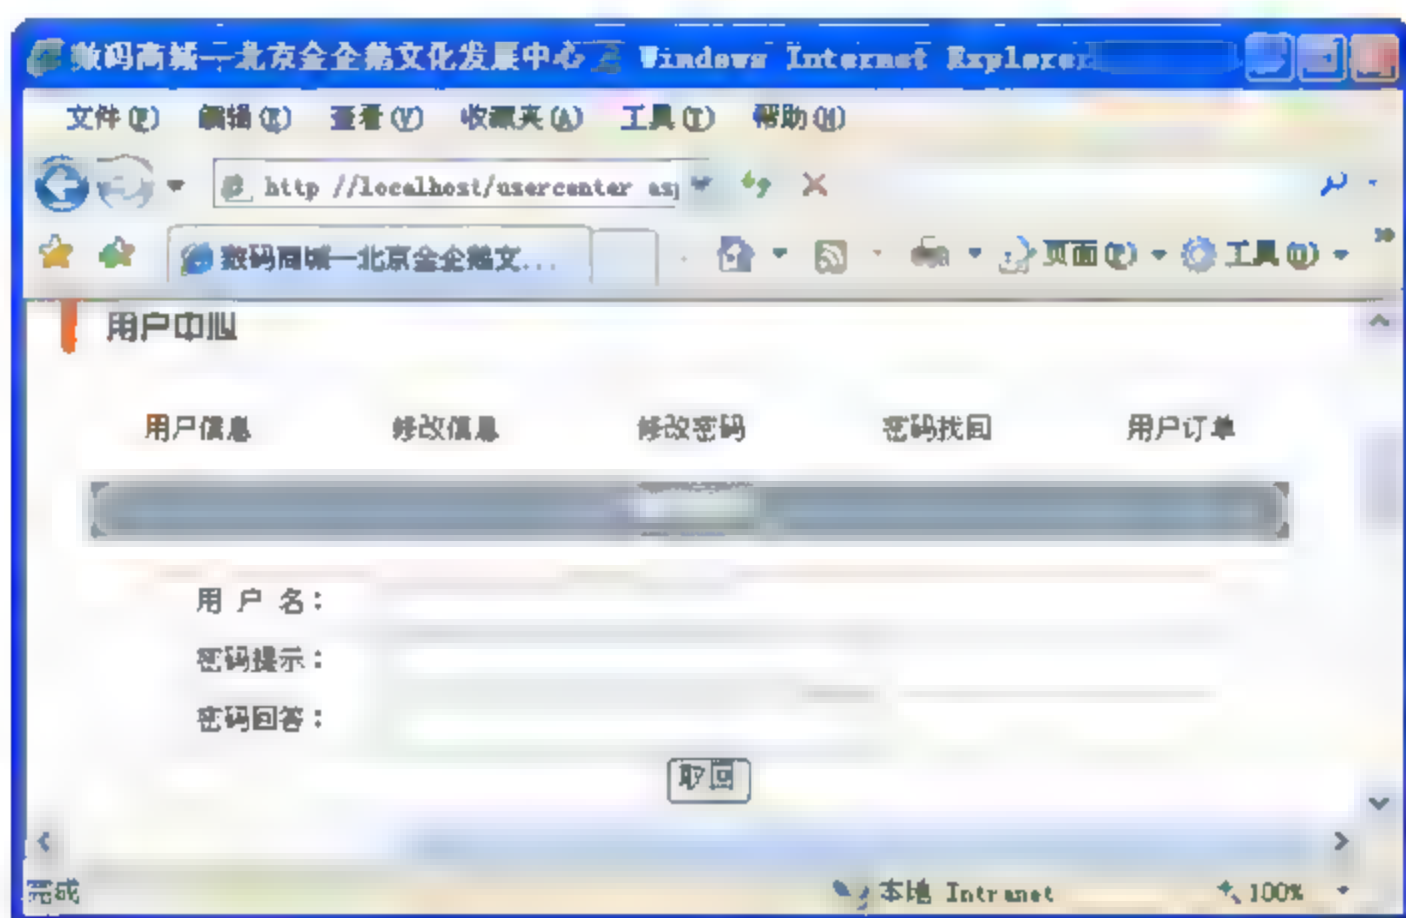 数码商城—北京金企鹅文化发展中心 - Windows Internet Explorer
文件(F) 编辑(E) 查看(V) 收藏夹(A) 工具(T) 帮助(H)
http //localhost/usercenter asp
数码商城—北京金企鹅文... 页面(P) 工具(O)
用户中心
用户信息 修改信息 修改密码 密码找回 用户订单
用 户 名：
密码提示：
密码回答：
取回
完成 本地 Intranet 100%